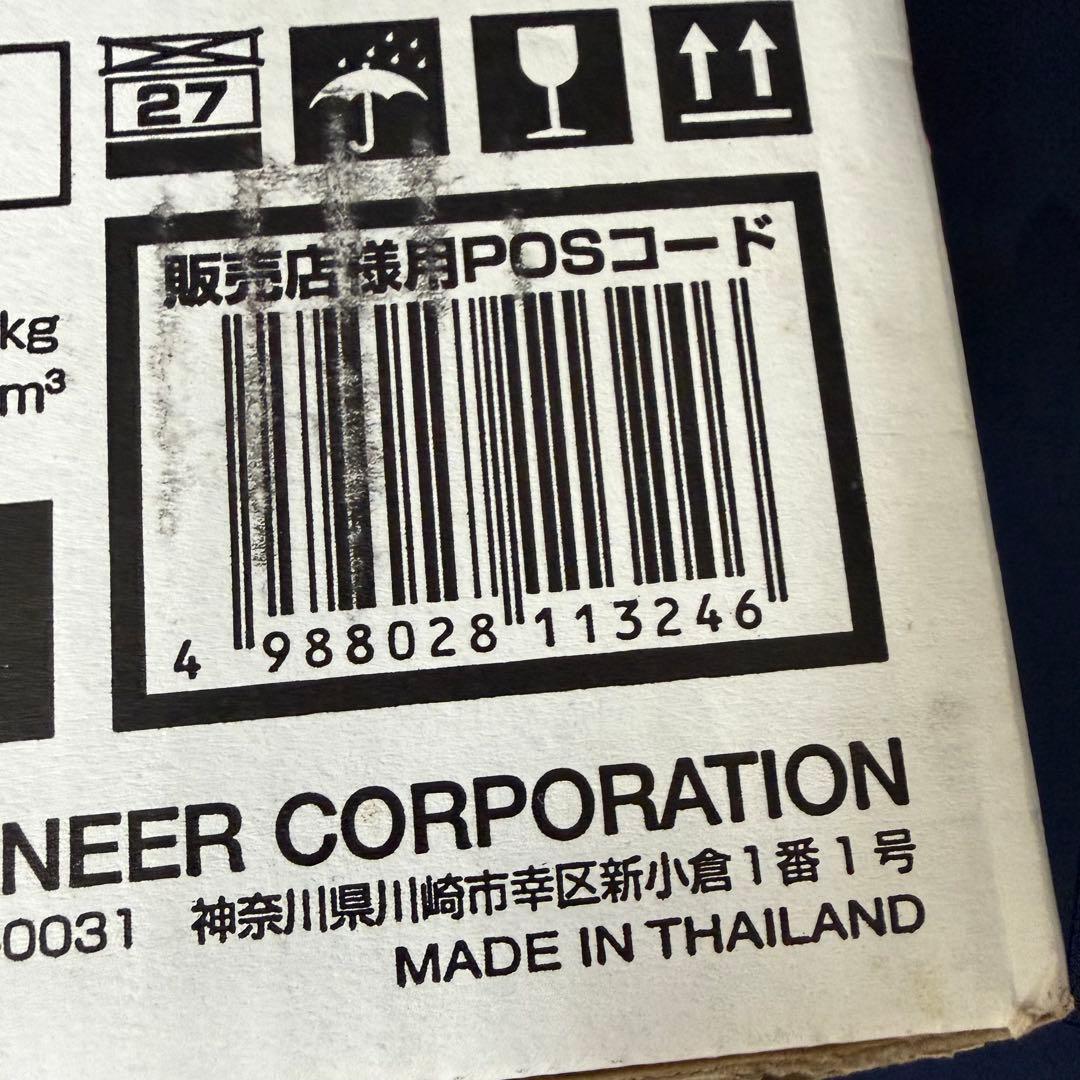 27
販売店様用POSコード
kg
m³
4 988028 113246
NEER CORPORATION
0031 神奈川県川崎市幸区新小倉1番1号
MADE IN THAILAND